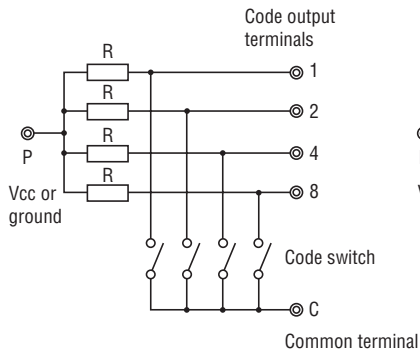 Code output
terminals
R
1
R
2
P
R
4
Vcc or
ground
R
8
Code switch
C
Common terminal